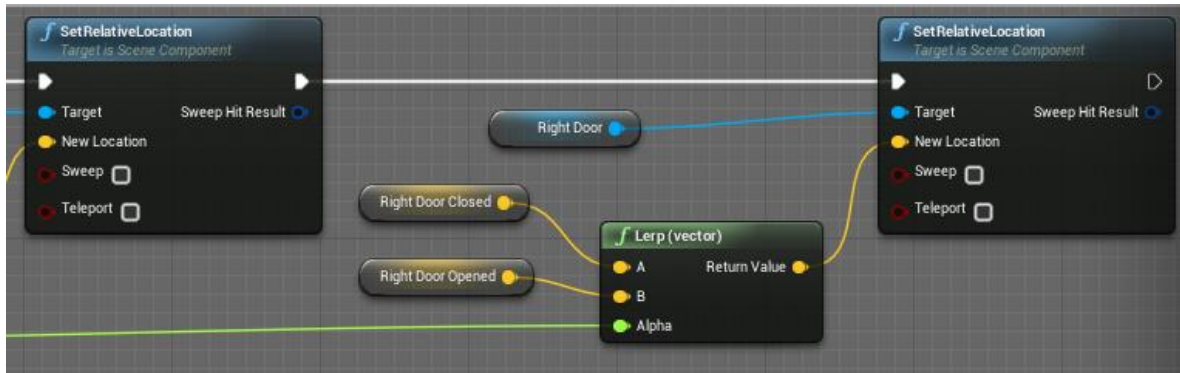 SetRelativeLocation
Target is Scene Component
Target
Sweep Hit Result
New Location
Sweep
Teleport
Right Door
Right Door Closed
Right Door Opened
Lerp (vector)
A
Return Value
B
Alpha
SetRelativeLocation
Target is Scene Component
Target
Sweep Hit Result
New Location
Sweep
Teleport